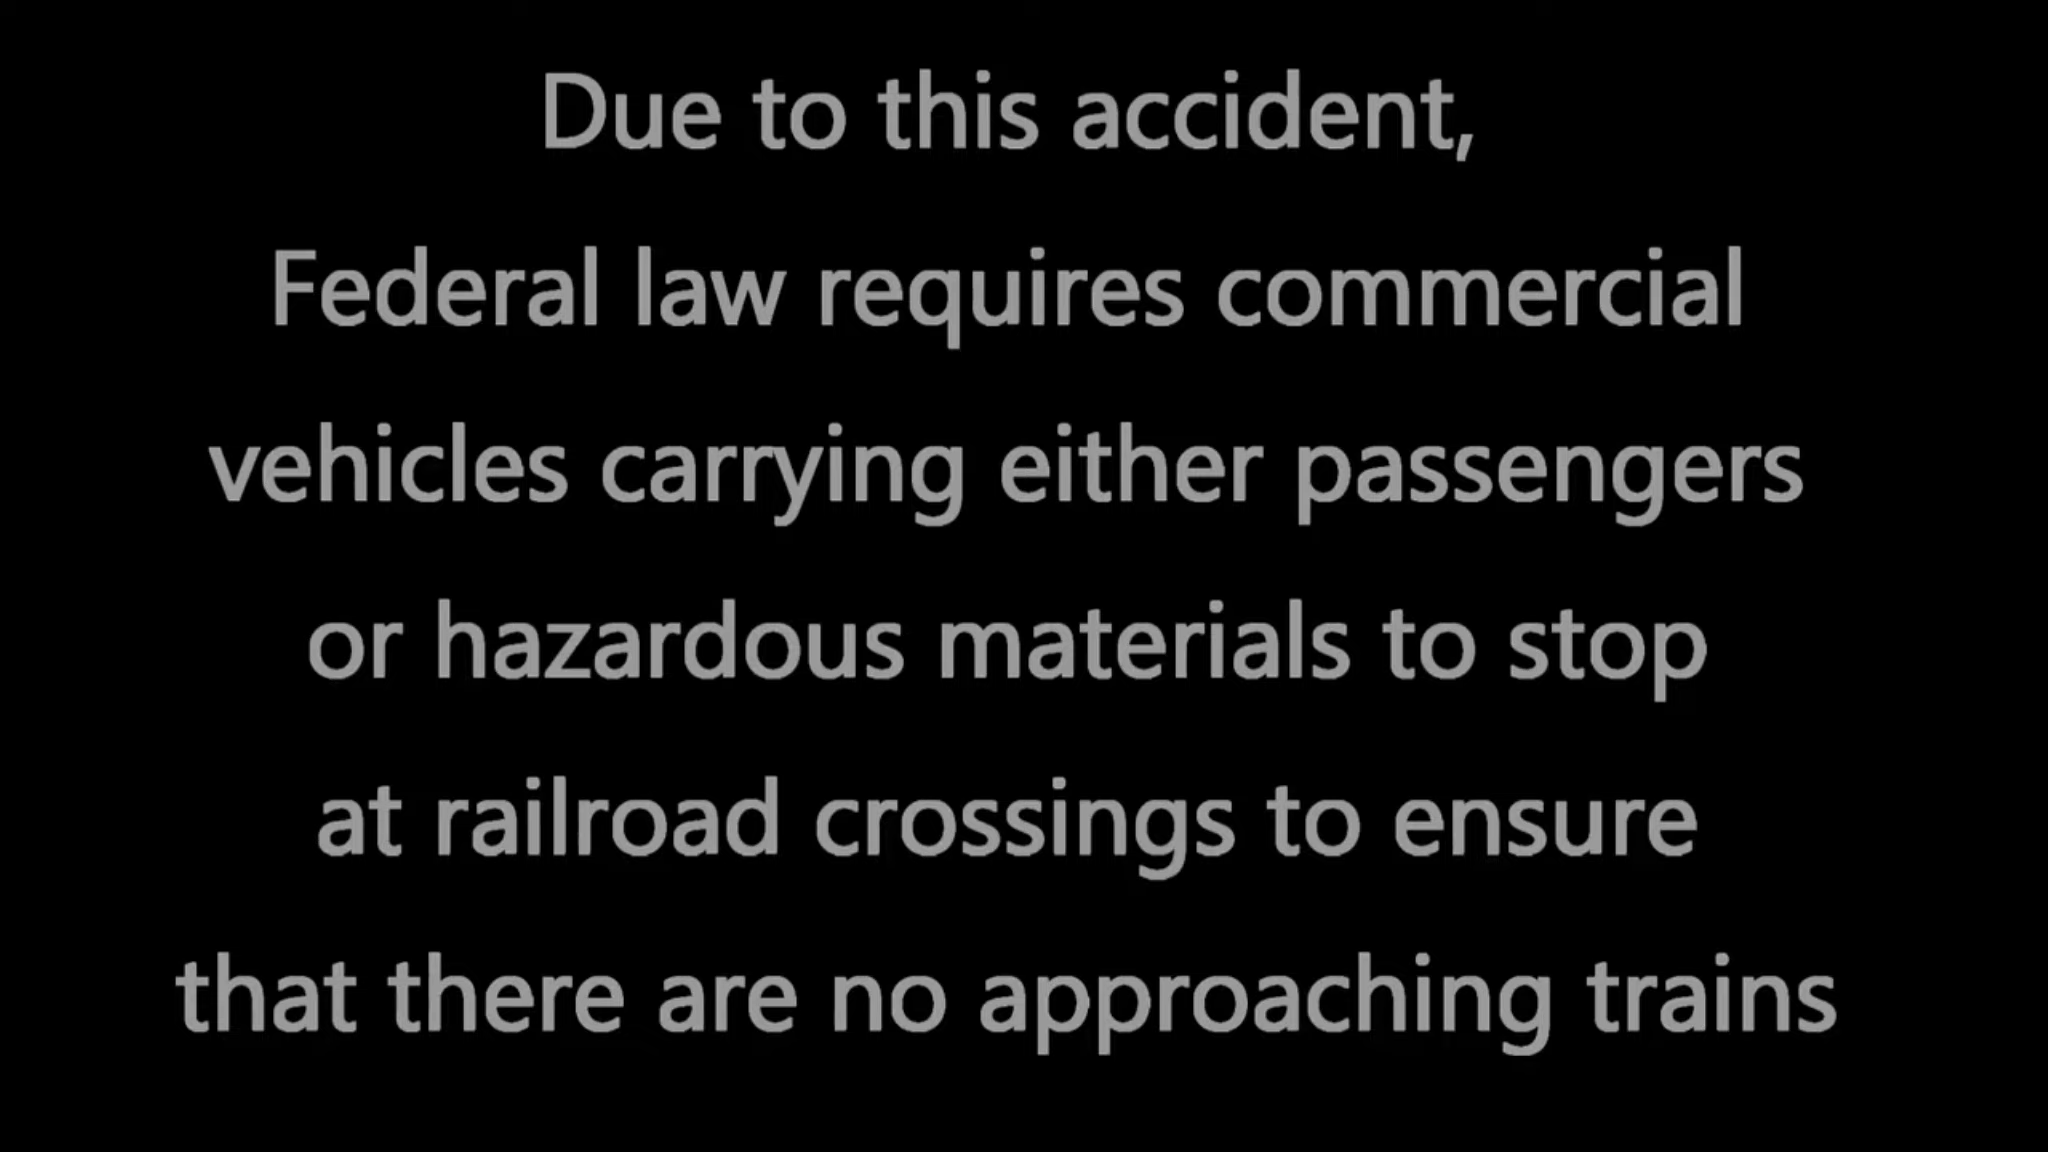 Due to this accident,
Federal law requires commercial
vehicles carrying either passengers
or hazardous materials to stop
at railroad crossings to ensure
that there are no approaching trains